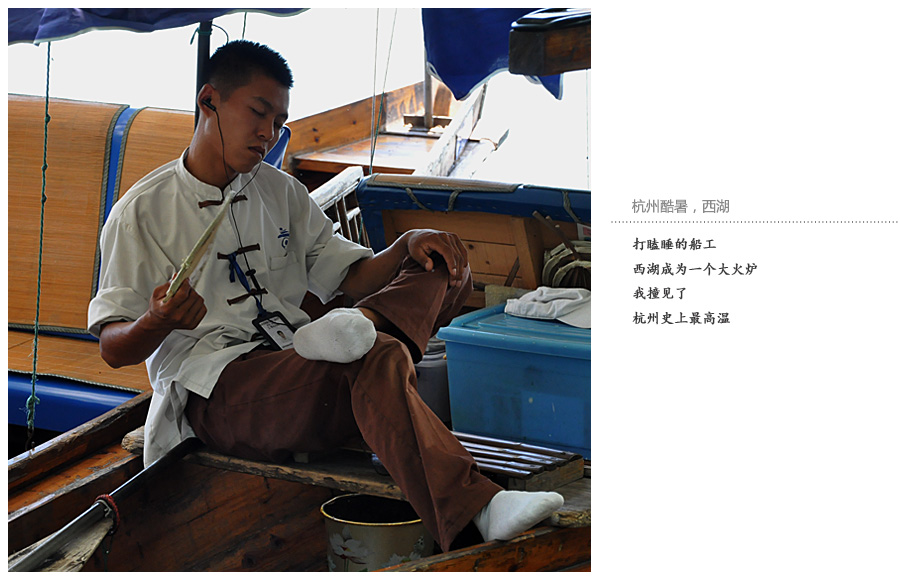 杭州酷暑，西湖
打瞌睡的船工
西湖成为一个大火炉
我撞见了
杭州史上最高温